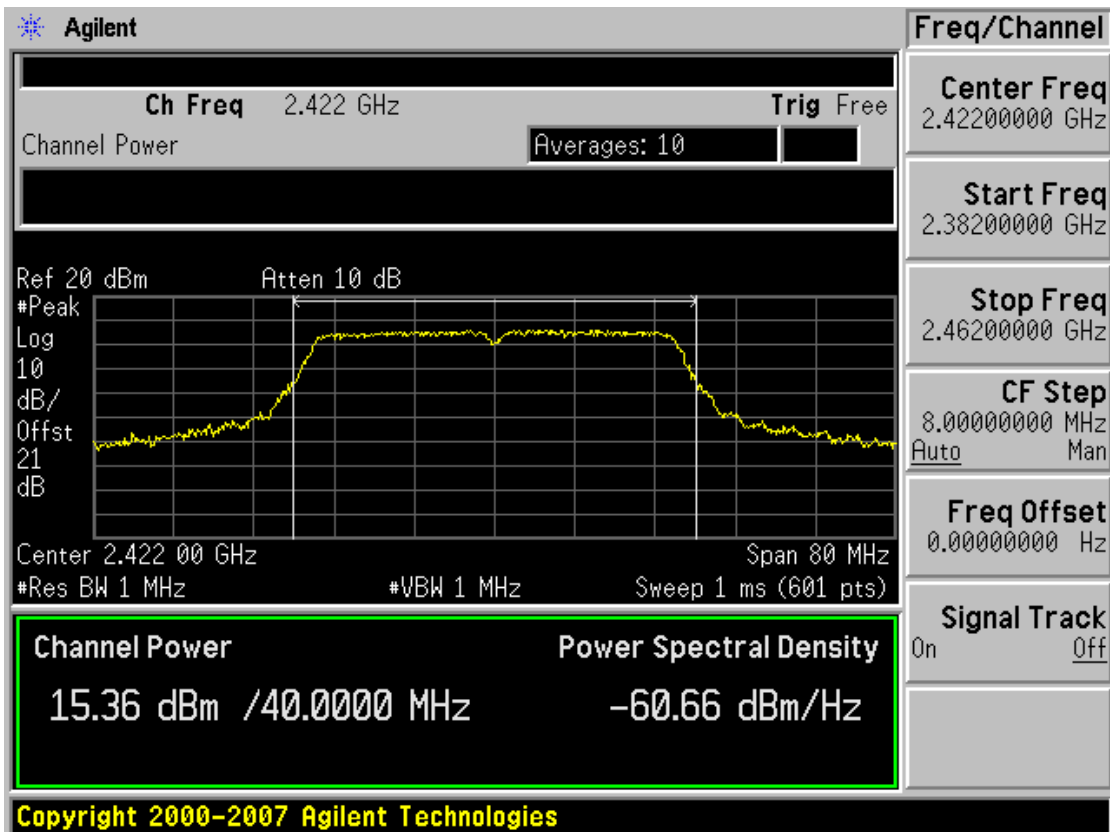 Agilent
Freq/Channel
Ch Freq 2.422 GHz Trig Free
Channel Power Averages: 10
Ref 20 dBm Atten 10 dB
#Peak
Log
10
dB/
Offst
21
dB
Center 2.422 00 GHz Span 80 MHz
#Res BW 1 MHz #VBW 1 MHz Sweep 1 ms (601 pts)
Channel Power Power Spectral Density
15.36 dBm /40.0000 MHz -60.66 dBm/Hz
Center Freq
2.42200000 GHz
Start Freq
2.38200000 GHz
Stop Freq
2.46200000 GHz
CF Step
8.00000000 MHz
Auto Man
Freq Offset
0.00000000 Hz
Signal Track
On Off
Copyright 2000-2007 Agilent Technologies